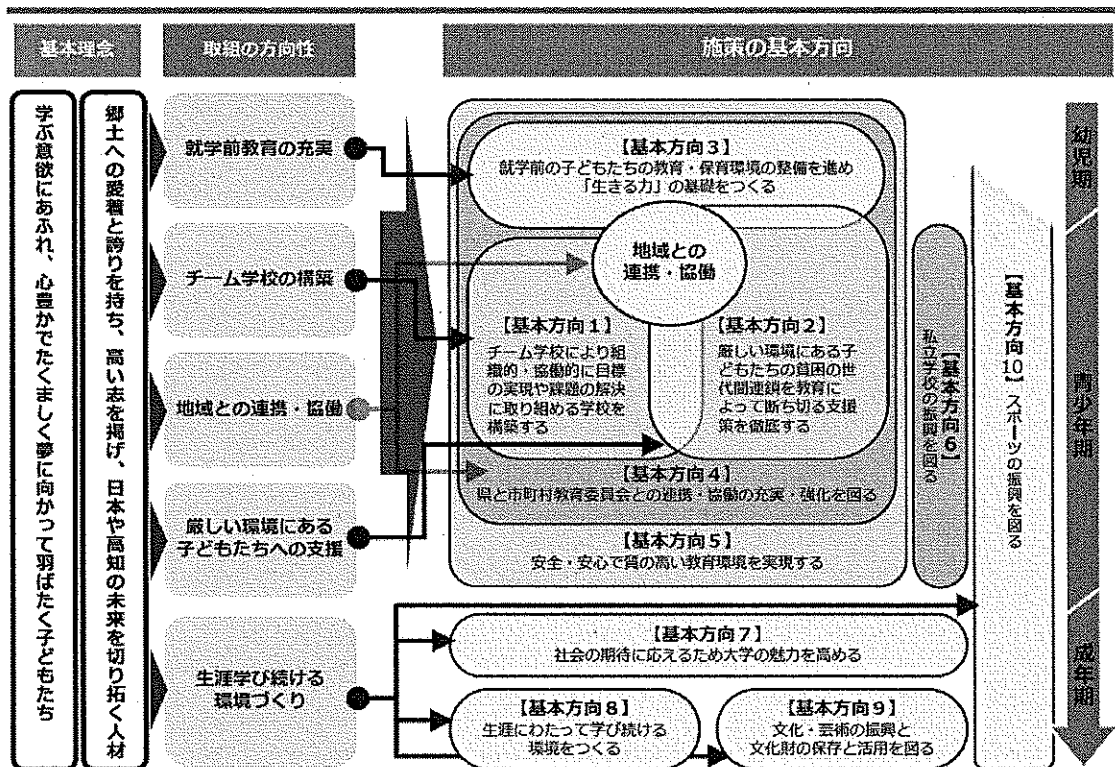 基本理念
取組の方向性
施策の基本方向
学ぶ意欲にあふれ、心豊かでたくましく夢に向かって羽ばたく子どもたち
郷土への愛着と誇りを持ち、高い志を掲げ、日本や高知の未来を切り拓く人材
就学前教育の充実
チーム学校の構築
地域との連携・協働
厳しい環境にある
子どもたちへの支援
生涯学び続ける
環境づくり
【基本方向3】
就学前の子どもたちの教育・保育環境の整備を進め
「生きる力」の基礎をつくる
地域との
連携・協働
【基本方向1】
チーム学校により組
織的・協働的に目標
の実現や課題の解決
に取り組める学校を
構築する
【基本方向2】
厳しい環境にある子
どもたちの貧困の世
代間連鎖を教育に
よって断ち切る支援
策を徹底する
【基本方向4】
県と市町村教育委員会との連携・協働の充実・強化を図る
【基本方向5】
安全・安心で質の高い教育環境を実現する
【基本方向6】
私立学校の振興を図る
【基本方向7】
社会の期待に応えるため大学の魅力を高める
【基本方向8】
生涯にわたって学び続ける
環境をつくる
【基本方向9】
文化・芸術の振興と
文化財の保存と活用を図る
【基本方向10】スポーツの振興を図る
幼児期
青少年期
成年期